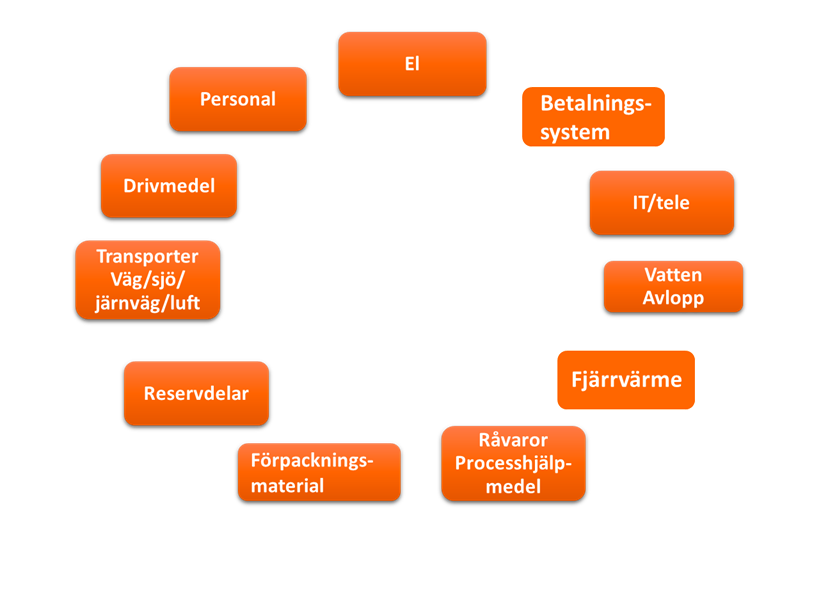 El
Personal
Betalnings-
system
Drivmedel
IT/tele
Transporter
Väg/sjö/
järnväg/luft
Vatten
Avlopp
Reservdelar
Fjärrvärme
Förpacknings-
material
Råvaror
Processhjälp-
medel